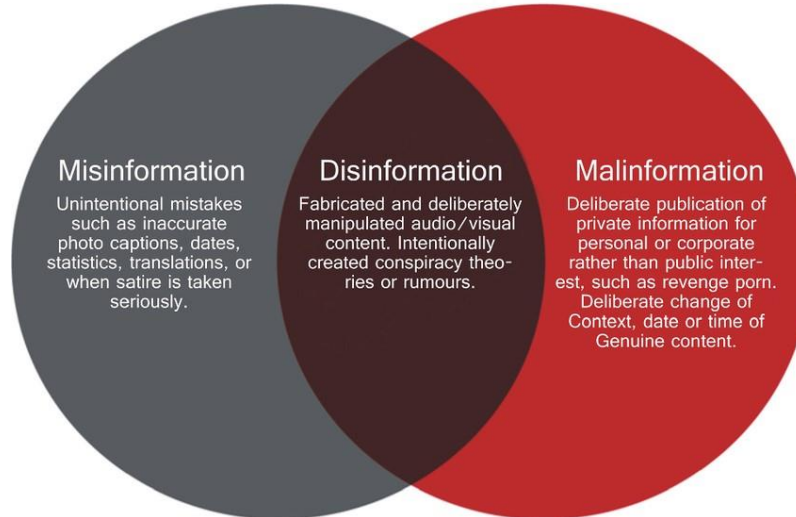 Misinformation
Unintentional mistakes
such as inaccurate
photo captions, dates,
statistics, translations, or
when satire is taken
seriously.
Disinformation
Fabricated and deliberately
manipulated audio/visual
content. Intentionally
created conspiracy theo-
ries or rumours.
Malinformation
Deliberate publication of
private information for
personal or corporate
rather than public inter-
est, such as revenge porn.
Deliberate change of
Context, date or time of
Genuine content.